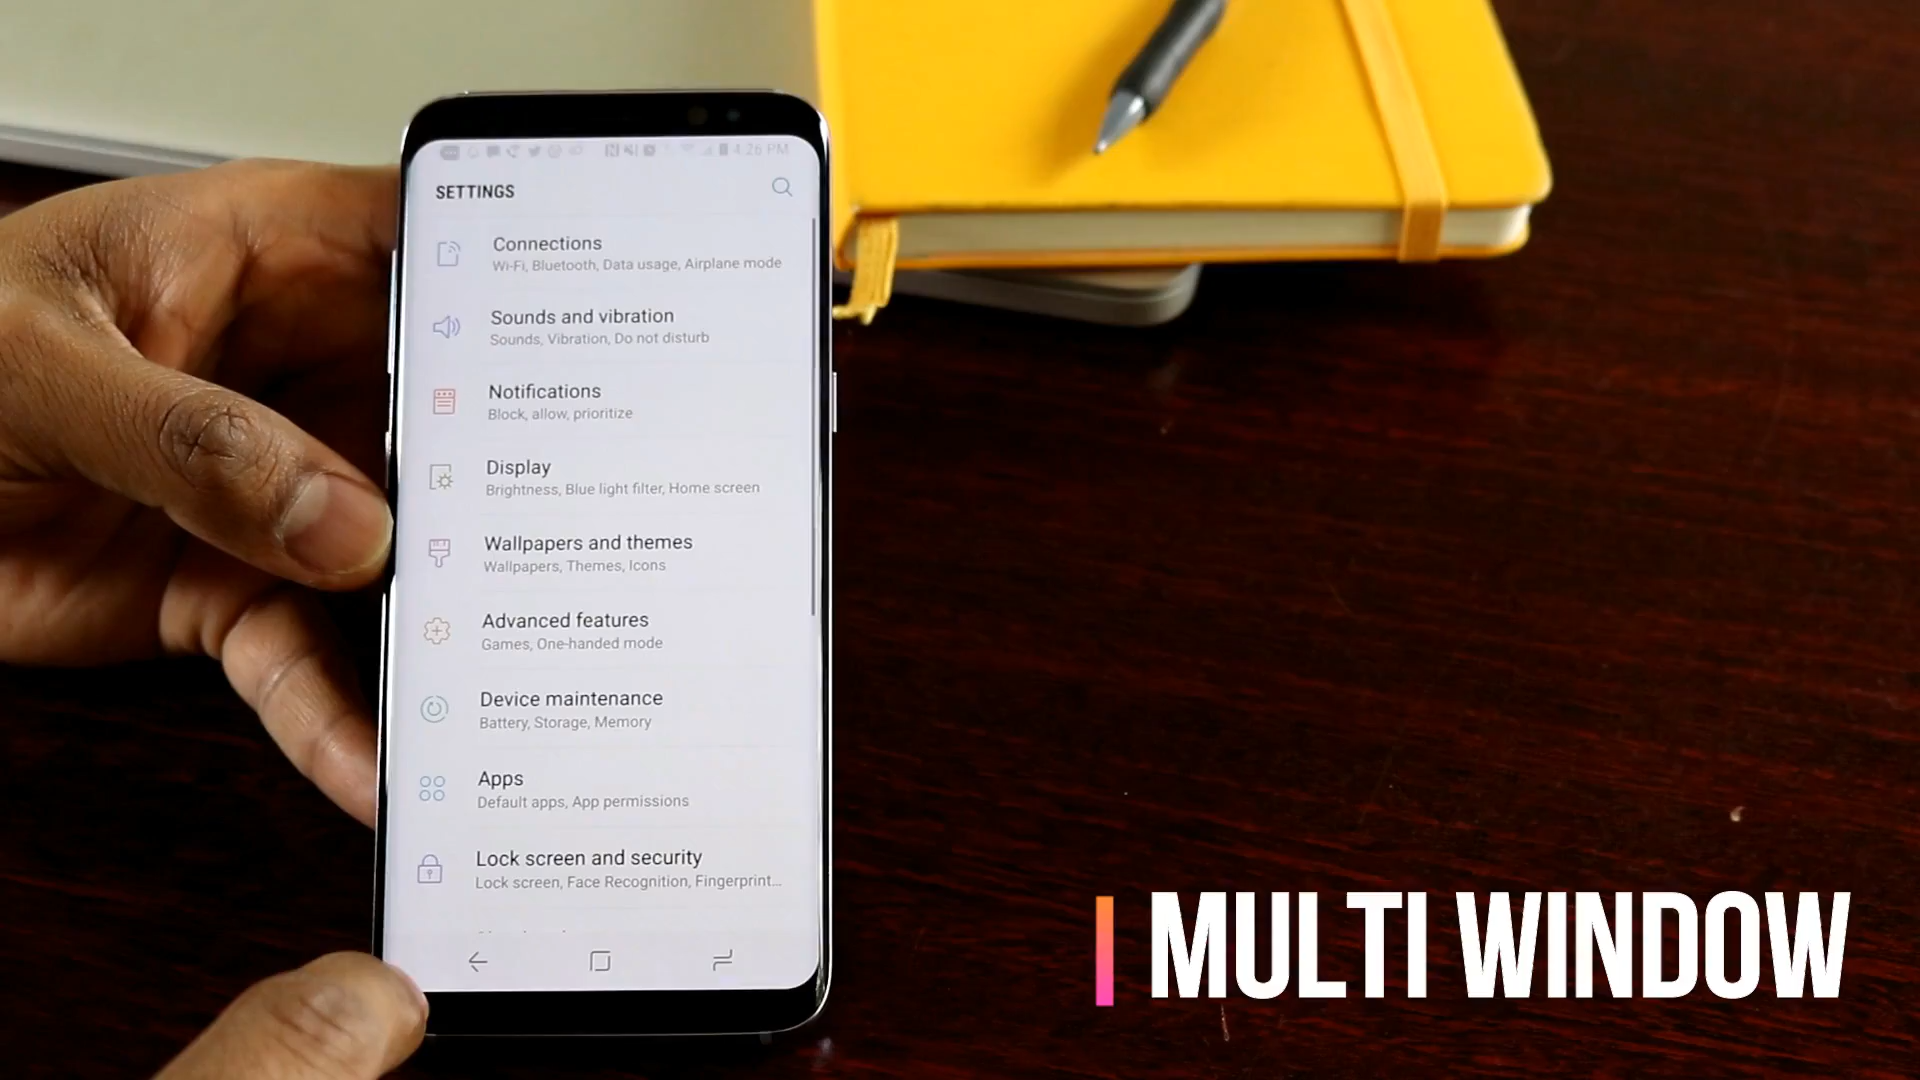 4:26 PM
SETTINGS
Connections
Wi-Fi, Bluetooth, Data usage, Airplane mode
Sounds and vibration
Sounds, Vibration, Do not disturb
Notifications
Block, allow, prioritize
Display
Brightness, Blue light filter, Home screen
Wallpapers and themes
Wallpapers, Themes, Icons
Advanced features
Games, One-handed mode
Device maintenance
Battery, Storage, Memory
Apps
Default apps, App permissions
Lock screen and security
Lock screen, Face Recognition, Fingerprint...
MULTI WINDOW